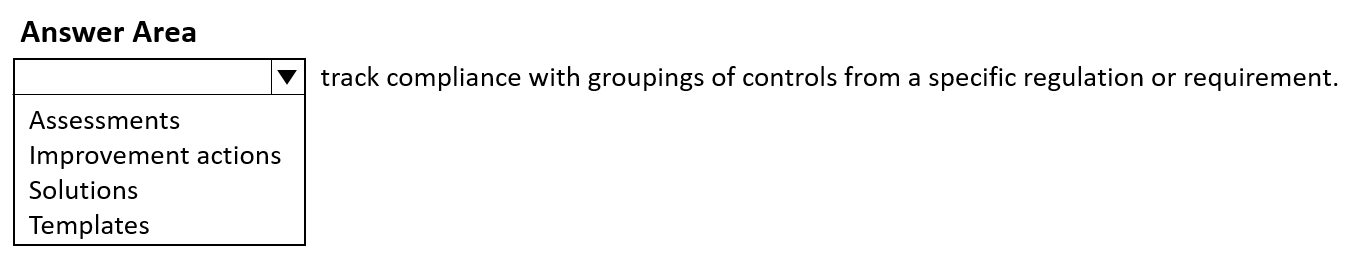 Answer Area
track compliance with groupings of controls from a specific regulation or requirement.
Assessments
Improvement actions
Solutions
Templates